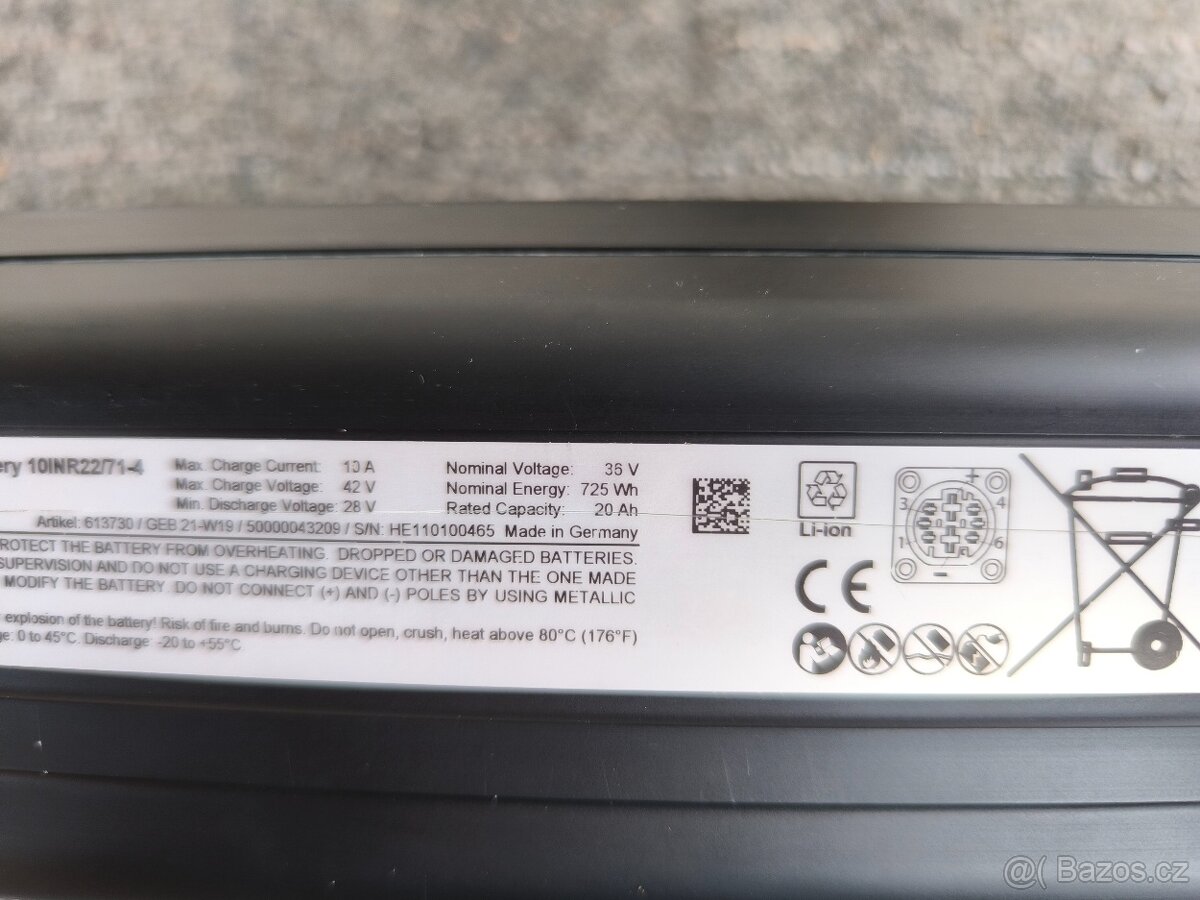 ery 10INR22/71-4
Max. Charge Current: 10 A
Max. Charge Voltage: 42 V
Min. Discharge Voltage: 28 V
Nominal Voltage: 36 V
Nominal Energy: 725 Wh
Rated Capacity: 20 Ah
Artikel: 613730 / GEB 21-W19 / 50000043209 / S/N: HE110100465 Made in Germany
ROTECT THE BATTERY FROM OVERHEATING. DROPPED OR DAMAGED BATTERIES.
SUPERVISION AND DO NOT USE A CHARGING DEVICE OTHER THAN THE ONE MADE
MODIFY THE BATTERY. DO NOT CONNECT (+) AND (-) POLES BY USING METALLIC
explosion of the battery! Risk of fire and burns. Do not open, crush, heat above 80°C (176°F)
ge: 0 to 45°C. Discharge: -20 to +55°C
Li-ion
3 + 4
1 - 6
CE
@( Bazos.cz